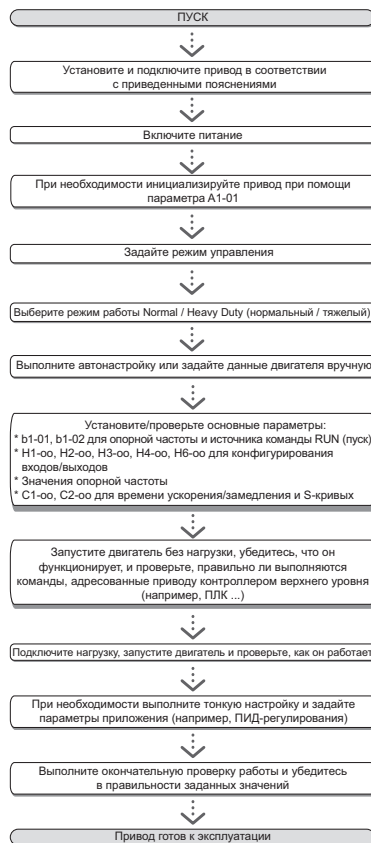 ПУСК
Установите и подключите привод в соответствии
с приведенными пояснениями
Включите питание
При необходимости инициализируйте привод при помощи
параметра A1-01
Задайте режим управления
Выберите режим работы Normal / Heavy Duty (нормальный / тяжелый)
Выполните автонастройку или задайте данные двигателя вручную
Установите/проверьте основные параметры:
* b1-01, b1-02 для опорной частоты и источника команды RUN (пуск)
* H1-oo, H2-oo, H3-oo, H4-oo, H6-oo для конфигурирования
входов/выходов
* Значения опорной частоты
* C1-oo, C2-oo для времени ускорения/замедления и S-кривых
Запустите двигатель без нагрузки, убедитесь, что он
функционирует, и проверьте, правильно ли выполняются
команды, адресованные приводу контроллером верхнего уровня
(например, ПЛК ...)
Подключите нагрузку, запустите двигатель и проверьте, как он работает
При необходимости выполните тонкую настройку и задайте
параметры приложения (например, ПИД-регулирования)
Выполните окончательную проверку работы и убедитесь
в правильности заданных значений
Привод готов к эксплуатации